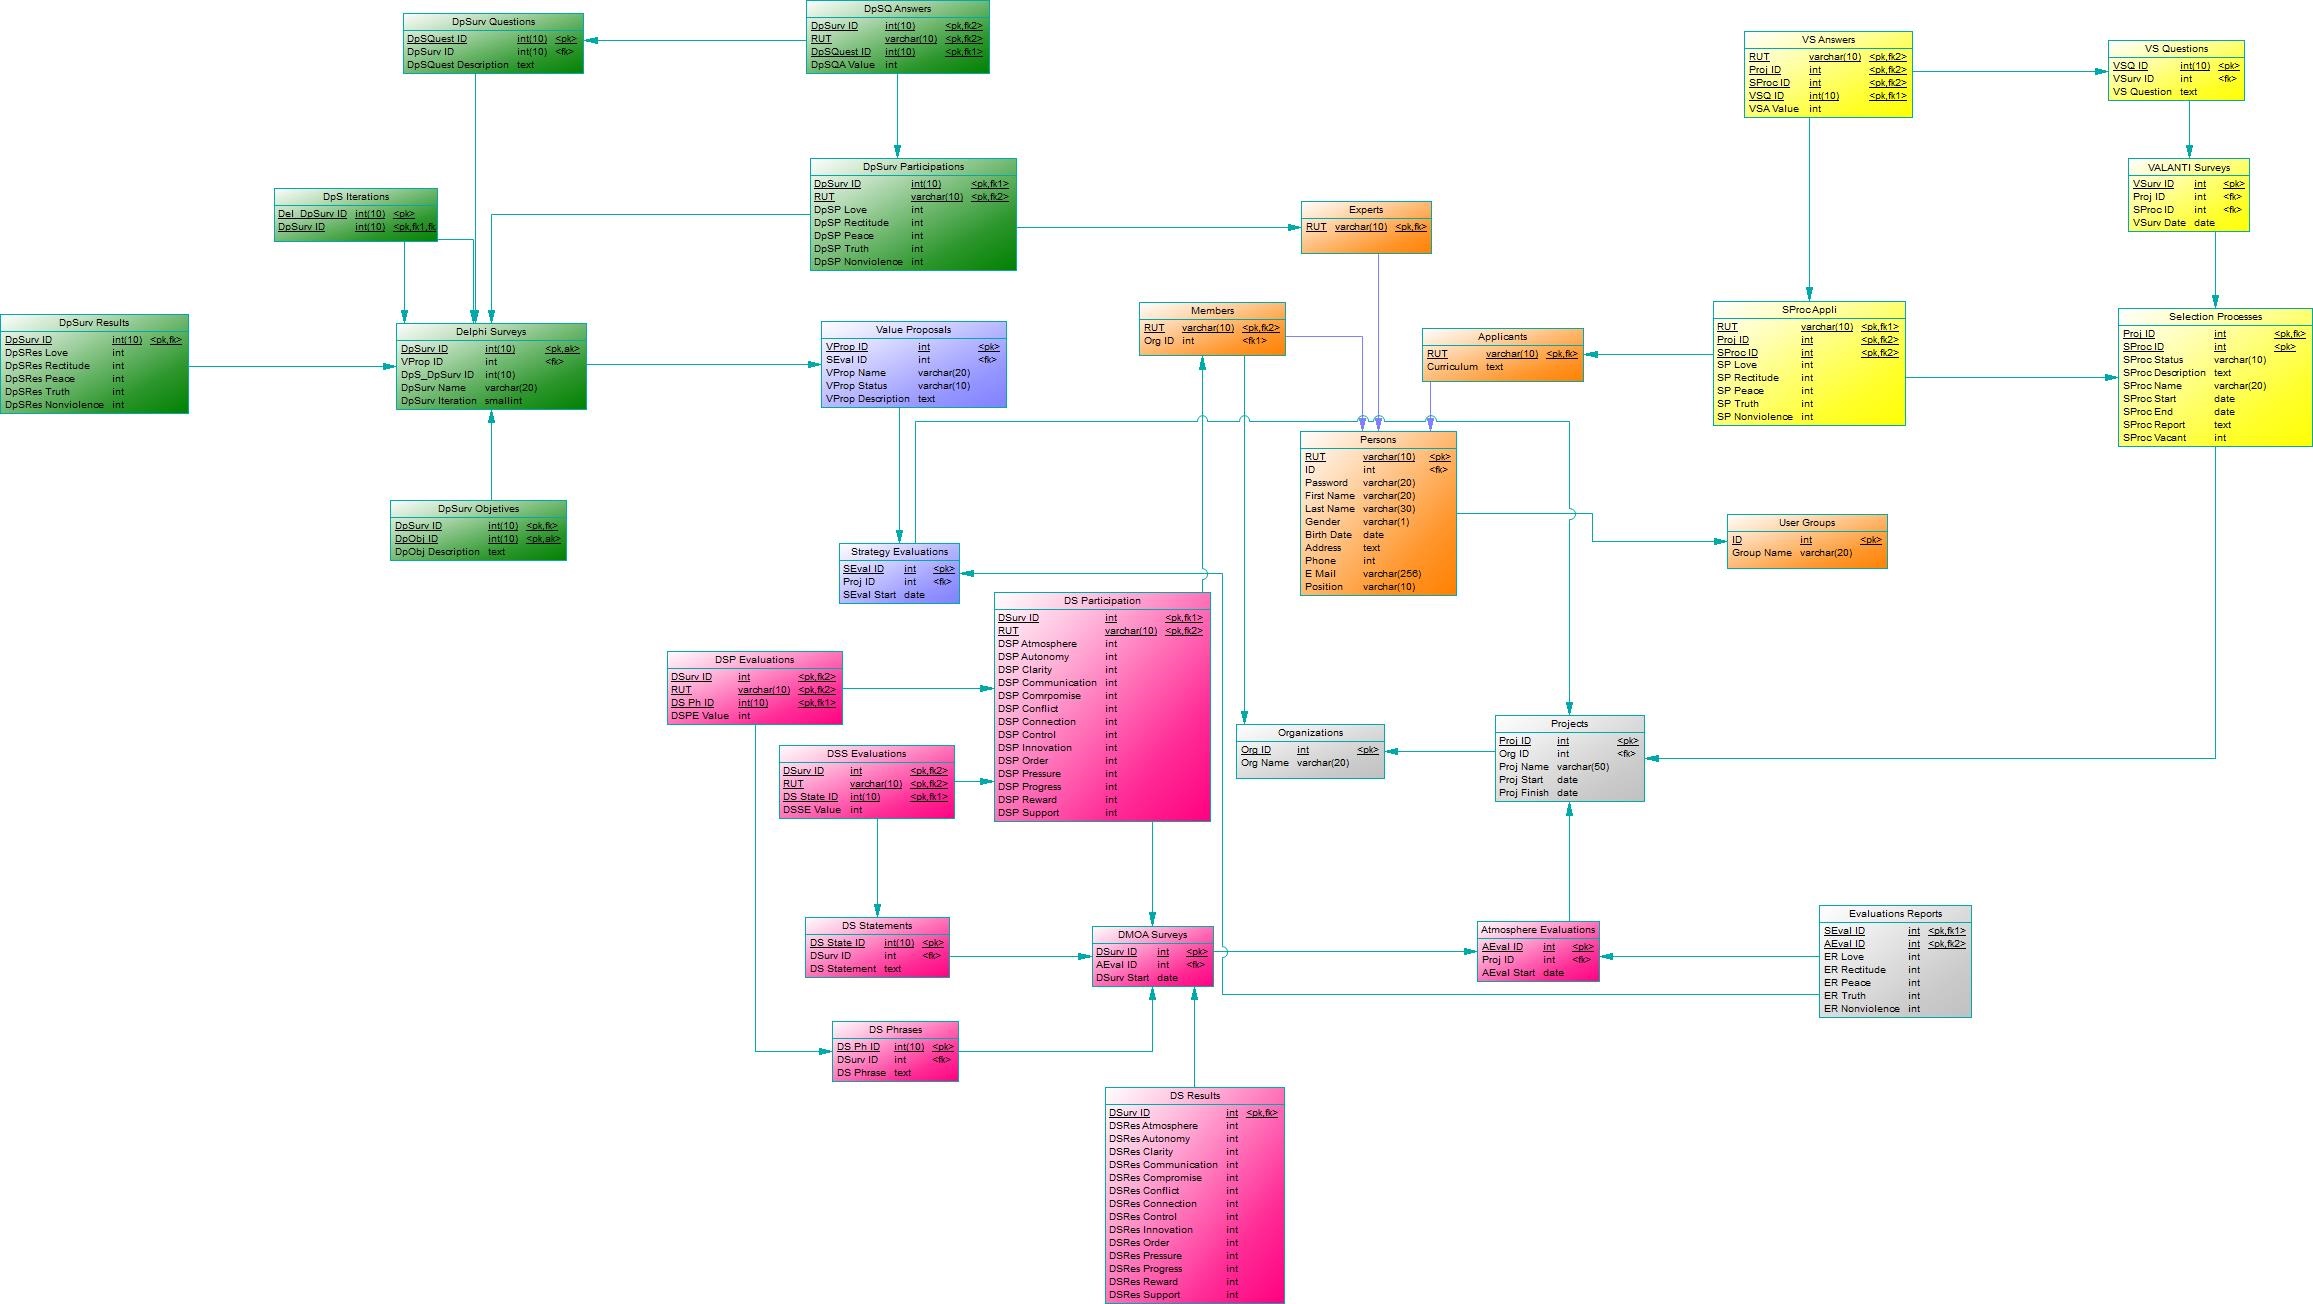 DpSurv Questions
DpSQuest ID int(10) <pk>
DpSurv ID int(10) <fk>
DpSQuest Description text
DpSQ Answers
DpSurv ID int(10) <pk,fk2>
RUT varchar(10) <pk,fk2>
DpSQuest ID int(10) <pk,fk1>
DpSQA Value int
VS Answers
RUT varchar(10) <pk,fk2>
Proj ID int <pk,fk2>
SProc ID int <pk,fk2>
VSQ ID int(10) <pk,fk1>
VSA Value int
VS Questions
VSQ ID int(10) <pk>
VSurv ID int <fk>
VS Question text
DpSurv Participations
DpSurv ID int(10) <pk,fk1>
RUT varchar(10) <pk,fk2>
DpSP Love int
DpSP Rectitude int
DpSP Peace int
DpSP Truth int
DpSP Nonviolence int
VALANTI Surveys
VSurv ID int <pk>
Proj ID int <fk>
SProc ID int <fk>
VSurv Date date
DpS Iterations
Del_DpSurv ID int(10) <pk>
DpSurv ID int(10) <pk,fk1,fk
Experts
RUT varchar(10) <pk,fk>
DpSurv Results
DpSurv ID int(10) <pk,fk>
DpSRes Love int
DpSRes Rectitude int
DpSRes Peace int
DpSRes Truth int
DpSRes Nonviolence int
Delphi Surveys
DpSurv ID int(10) <pk,ak>
VProp ID int <fk>
DpS_DpSurv ID int(10)
DpSurv Name varchar(20)
DpSurv Iteration smallint
Value Proposals
VProp ID int <pk>
SEval ID int <fk>
VProp Name varchar(20)
VProp Status varchar(10)
VProp Description text
Members
RUT varchar(10) <pk,fk2>
Org ID int <fk1>
Applicants
RUT varchar(10) <pk,fk>
Curriculum text
SProc Appli
RUT varchar(10) <pk,fk1>
Proj ID int <pk,fk2>
SProc ID int <pk,fk2>
SP Love int
SP Rectitude int
SP Peace int
SP Truth int
SP Nonviolence int
Selection Processes
Proj ID int <pk,fk>
SProc ID int <pk>
SProc Status varchar(10)
SProc Description text
SProc Name varchar(20)
SProc Start date
SProc End date
SProc Report text
SProc Vacant int
Persons
RUT varchar(10) <pk>
ID int <fk>
Password varchar(20)
First Name varchar(20)
Last Name varchar(30)
Gender varchar(1)
Birth Date date
Address text
Phone int
E Mail varchar(256)
Position varchar(10)
DpSurv Objetives
DpSurv ID int(10) <pk,fk>
DpObj ID int(10) <pk,ak>
DpObj Description text
User Groups
ID int <pk>
Group Name varchar(20)
Strategy Evaluations
SEval ID int <pk>
Proj ID int <fk>
SEval Start date
DS Participation
DSurv ID int <pk,fk1>
RUT varchar(10) <pk,fk2>
DSP Atmosphere int
DSP Autonomy int
DSP Clarity int
DSP Communication int
DSP Comrpomise int
DSP Conflict int
DSP Connection int
DSP Control int
DSP Innovation int
DSP Order int
DSP Pressure int
DSP Progress int
DSP Reward int
DSP Support int
DSP Evaluations
DSurv ID int <pk,fk2>
RUT varchar(10) <pk,fk2>
DS Ph ID int(10) <pk,fk1>
DSPE Value int
DSS Evaluations
DSurv ID int <pk,fk2>
RUT varchar(10) <pk,fk2>
DS State ID int(10) <pk,fk1>
DSSE Value int
Organizations
Org ID int <pk>
Org Name varchar(20)
Projects
Proj ID int <pk>
Org ID int <fk>
Proj Name varchar(50)
Proj Start date
Proj Finish date
DS Statements
DS State ID int(10) <pk>
DSurv ID int <fk>
DS Statement text
DMOA Surveys
DSurv ID int <pk>
AEval ID int <fk>
DSurv Start date
Atmosphere Evaluations
AEval ID int <pk>
Proj ID int <fk>
AEval Start date
Evaluations Reports
SEval ID int <pk,fk1>
AEval ID int <pk,fk2>
ER Love int
ER Rectitude int
ER Peace int
ER Truth int
ER Nonviolence int
DS Phrases
DS Ph ID int(10) <pk>
DSurv ID int <fk>
DS Phrase text
DS Results
DSurv ID int <pk,fk>
DSRes Atmosphere int
DSRes Autonomy int
DSRes Clarity int
DSRes Communication int
DSRes Compromise int
DSRes Conflict int
DSRes Connection int
DSRes Control int
DSRes Innovation int
DSRes Order int
DSRes Pressure int
DSRes Progress int
DSRes Reward int
DSRes Support int